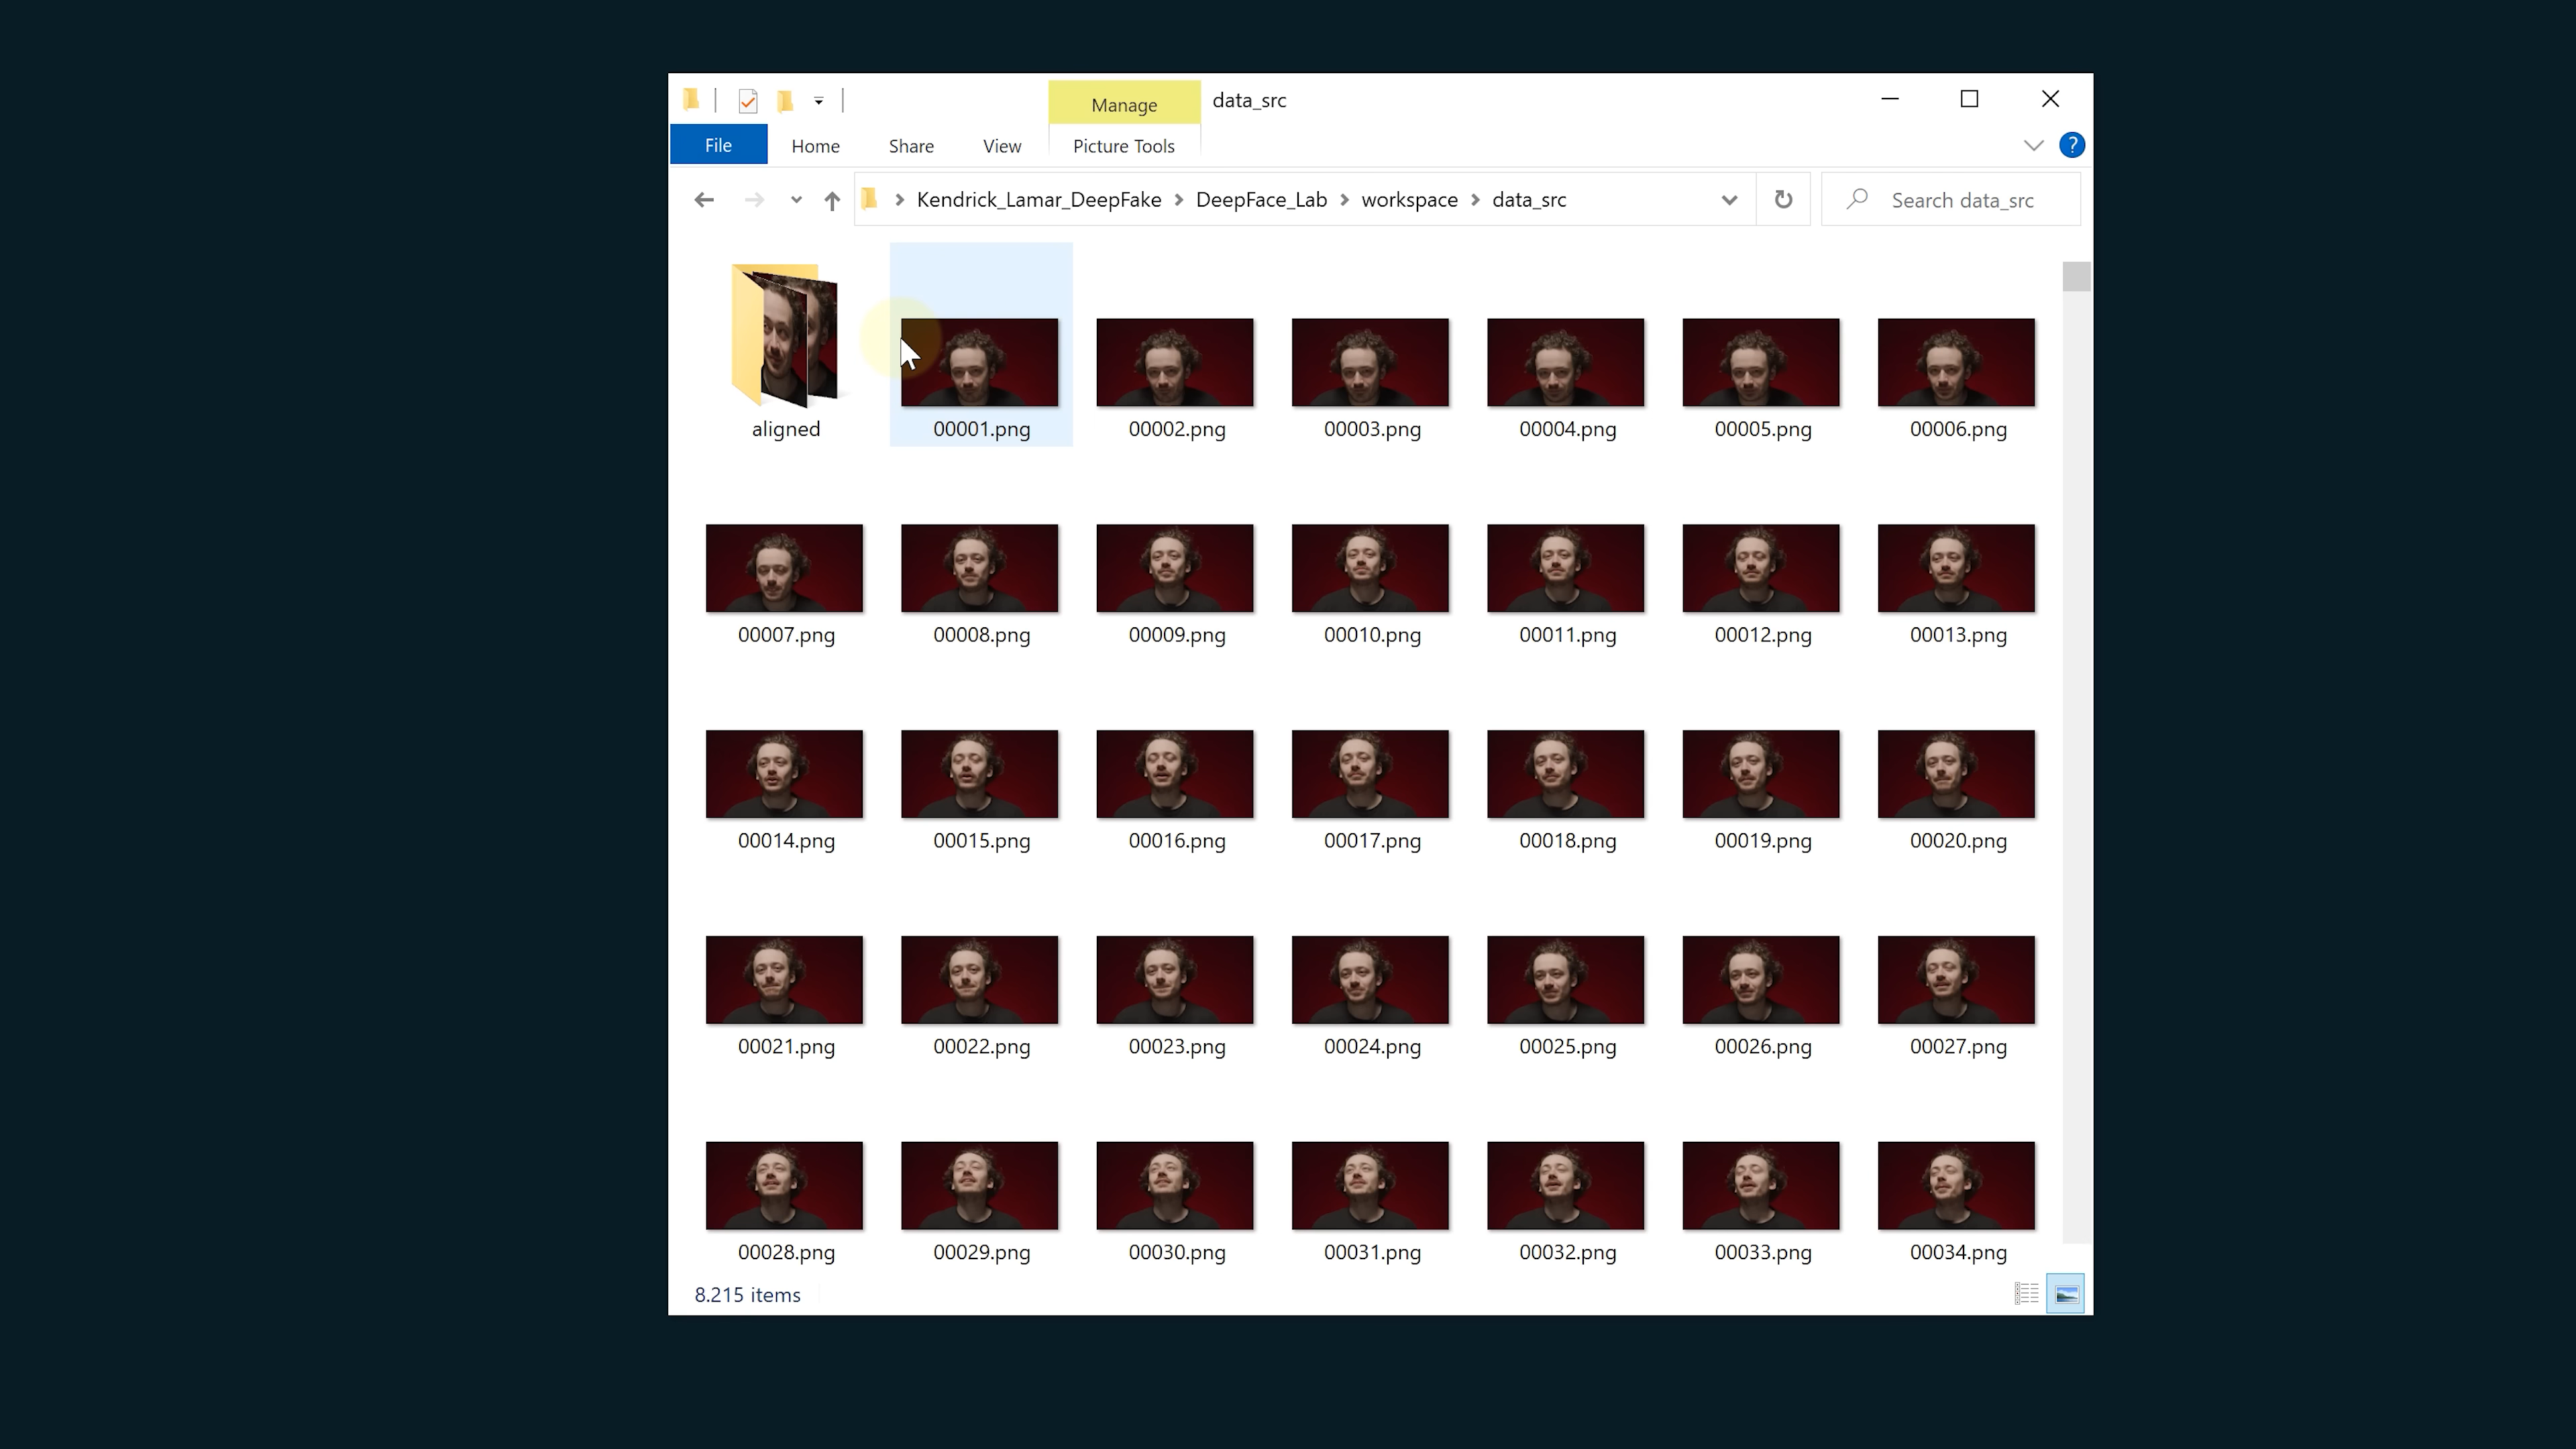 Manage data_src
File Home Share View Picture Tools ?
Kendrick_Lamar_DeepFake DeepFace_Lab workspace data_src Search data_src
aligned 00001.png 00002.png 00003.png 00004.png 00005.png 00006.png
00007.png 00008.png 00009.png 00010.png 00011.png 00012.png 00013.png
00014.png 00015.png 00016.png 00017.png 00018.png 00019.png 00020.png
00021.png 00022.png 00023.png 00024.png 00025.png 00026.png 00027.png
00028.png 00029.png 00030.png 00031.png 00032.png 00033.png 00034.png
8.215 items